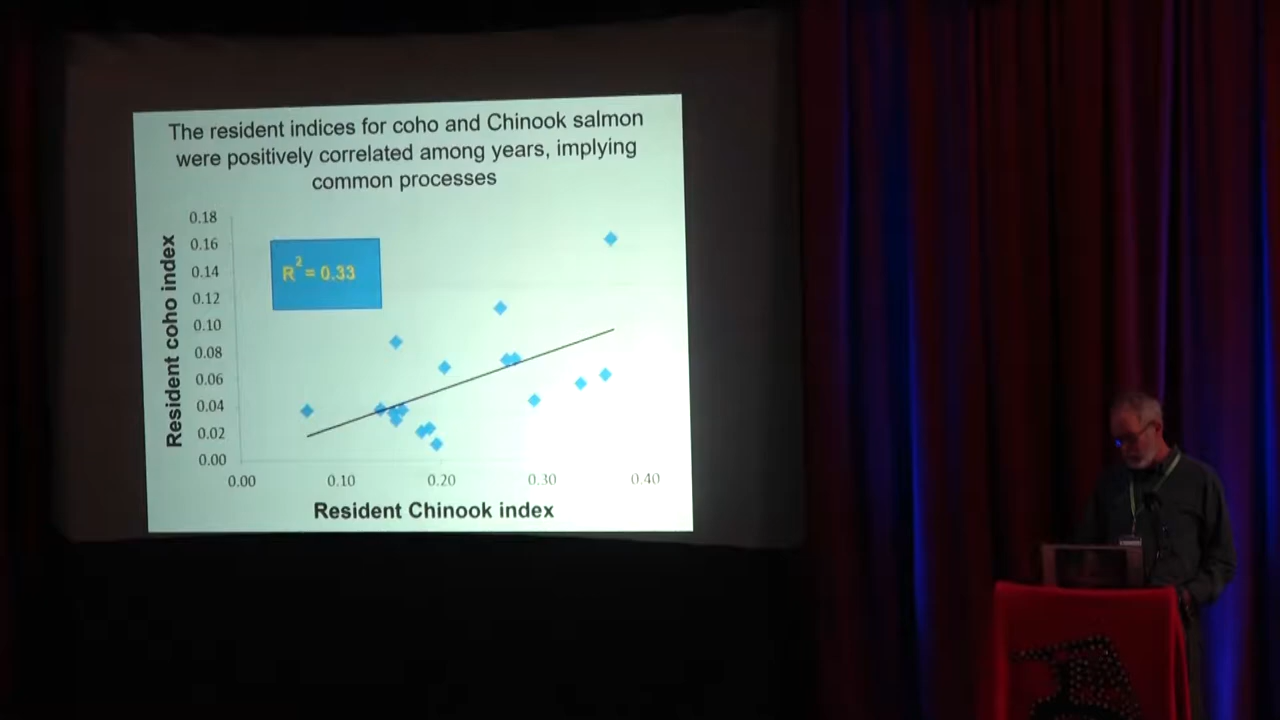 The resident indices for coho and Chinook salmon
were positively correlated among years, implying
common processes
Resident coho index
0.18
0.16
0.14
0.12
0.10
0.08
0.06
0.04
0.02
0.00
R² = 0.33
0.00 0.10 0.20 0.30 0.40
Resident Chinook index